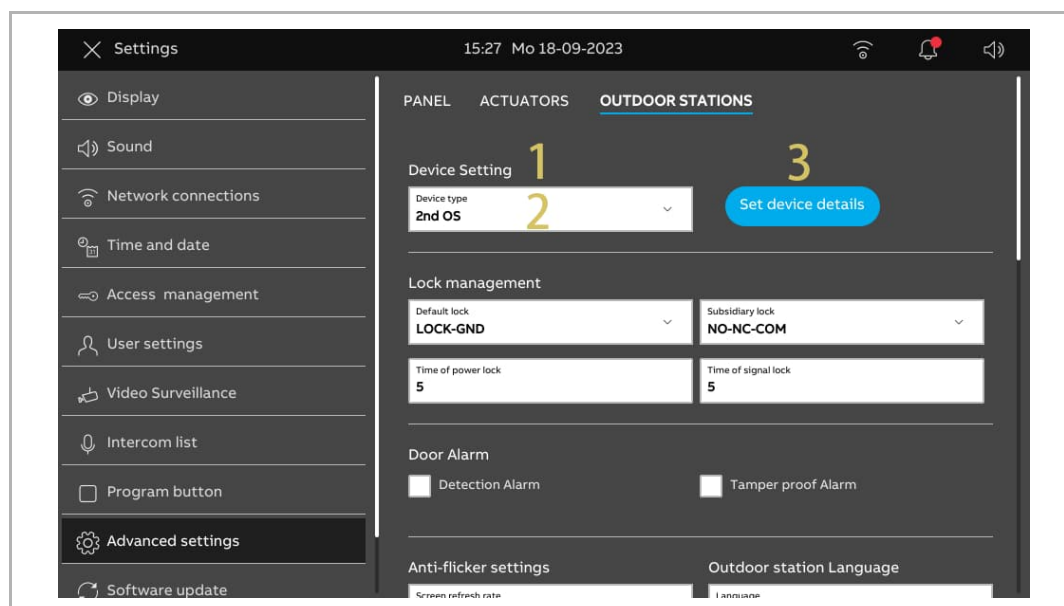 Settings
15:27 Mo 18-09-2023
Display
Sound
Network connections
31
Time and date
Access management
User settings
Video Surveillance
Intercom list
Program button
Advanced settings
Software update
PANEL ACTUATORS OUTDOOR STATIONS
Device Setting 1
Device type
2nd OS 2
3
Set device details
Lock management
Default lock
LOCK-GND
Subsidiary lock
NO-NC-COM
Time of power lock
5
Time of signal lock
5
Door Alarm
Detection Alarm
Tamper proof Alarm
Anti-flicker settings
Outdoor station Language
Screen refresh rate
Language